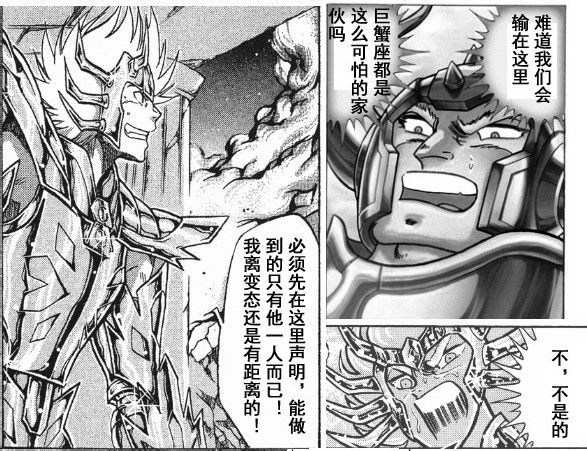 难道我们会
输在这里
巨蟹座都是
这么可怕的家
伙吗
不，不是的
必须先在这里声明，能做
到的只有他一人而已！
我离变态还是有距离的！